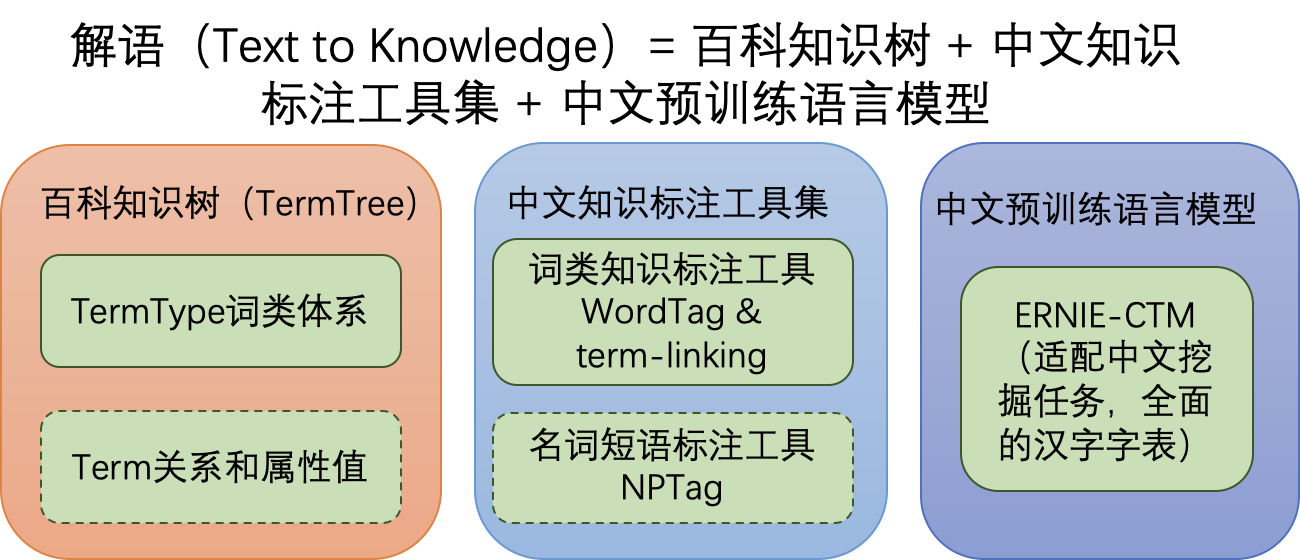 解语（Text to Knowledge）= 百科知识树 + 中文知识
标注工具集 + 中文预训练语言模型
百科知识树（TermTree）
TermType词类体系
Term关系和属性值
中文知识标注工具集
词类知识标注工具
WordTag &
term-linking
名词短语标注工具
NPTag
中文预训练语言模型
ERNIE-CTM
（适配中文挖
掘任务，全面
的汉字字表）